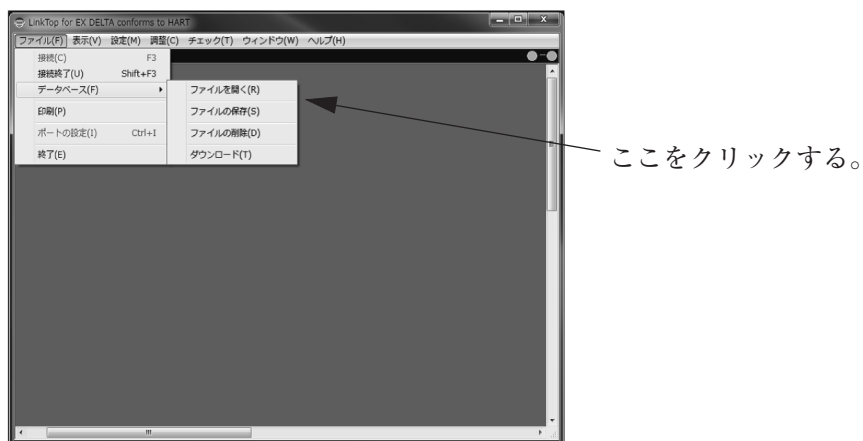 LinkTop for EX DELTA conforms to HART
ファイル(F) 表示(V) 設定(M) 調整(C) チェック(T) ウィンドウ(W) ヘルプ(H)
接続(C) F3
接続終了(U) Shift+F3
データベース(F)
ファイルを開く(R)
印刷(P)
ファイルの保存(S)
ポートの設定(I) Ctrl+I
ファイルの削除(D)
終了(E)
ダウンロード(T)
ここをクリックする。